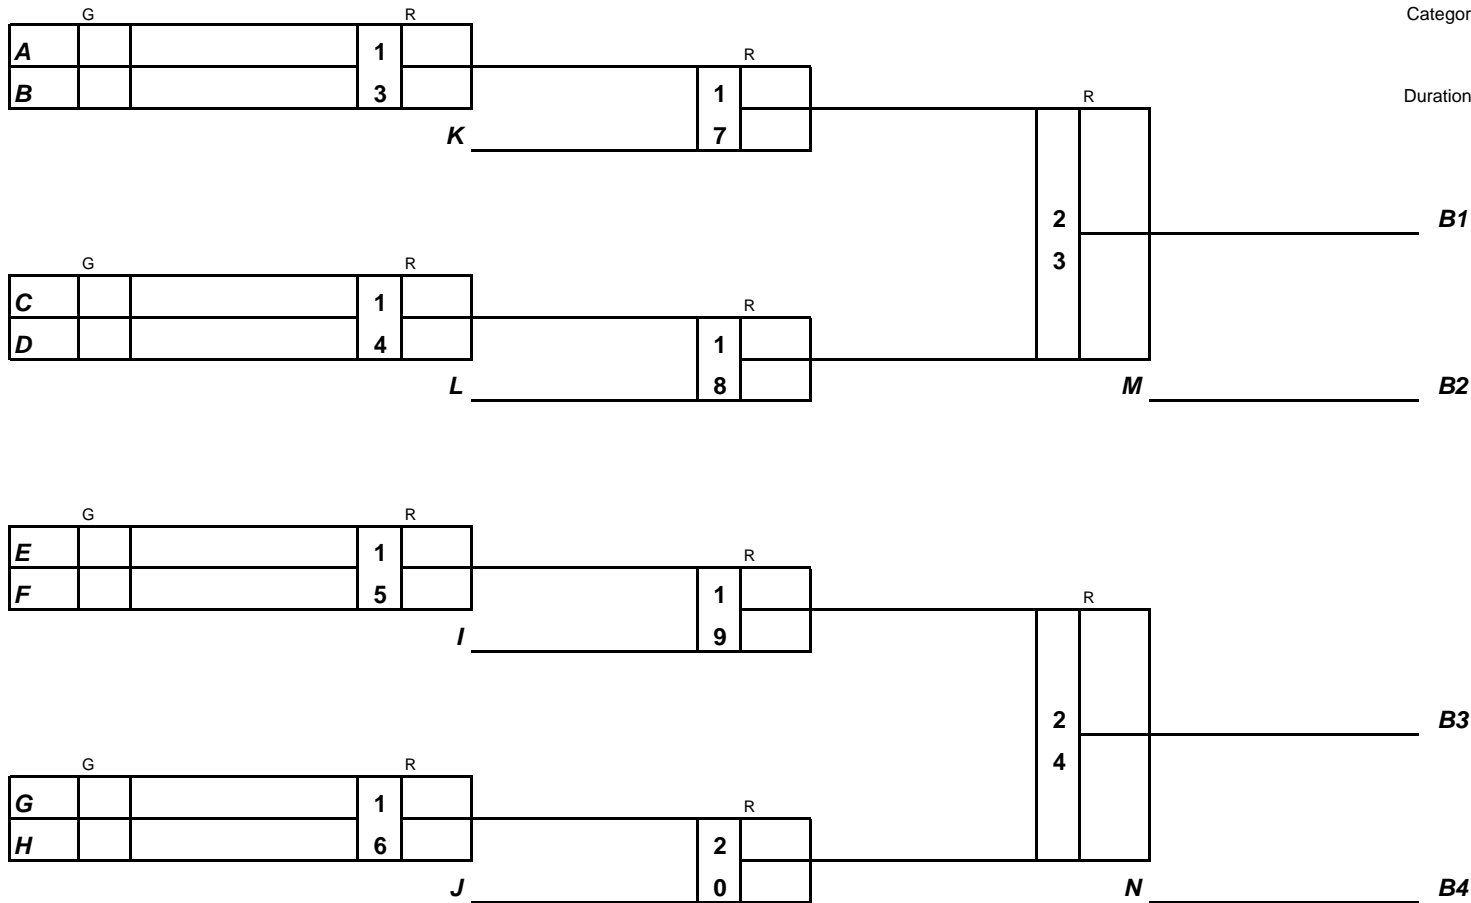 G R Categor
A 1
R
B 3 1 R Duration
K 7
2 B1
G R 3
C 1
R
D 4 1
L 8 M B2
G R
E 1
R
F 5 1 R
I 9
2 B3
G R 4
G 1
R
H 6 2
J 0 N B4